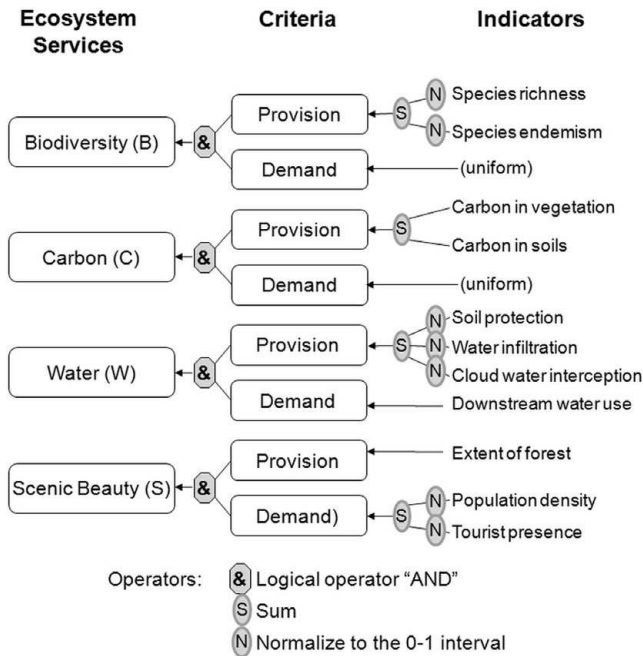 Ecosystem
Services
Criteria
Indicators
Biodiversity (B)
&
Provision
S
N
Species richness
N
Species endemism
Demand
(uniform)
Carbon (C)
&
Provision
S
Carbon in vegetation
Carbon in soils
Demand
(uniform)
Water (W)
&
Provision
S
N
Soil protection
N
Water infiltration
N
Cloud water interception
Demand
Downstream water use
Scenic Beauty (S)
&
Provision
Extent of forest
Demand)
S
N
Population density
N
Tourist presence
Operators:
& Logical operator “AND”
S Sum
N Normalize to the 0-1 interval